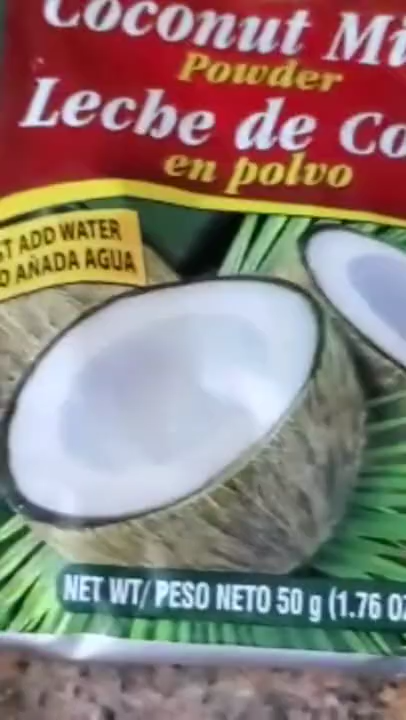 Coconut Mi
Powder
Leche de Co
en polvo
ST ADD WATER
O AÑADA AGUA
NET WT/ PESO NETO 50 g (1.76 OZ